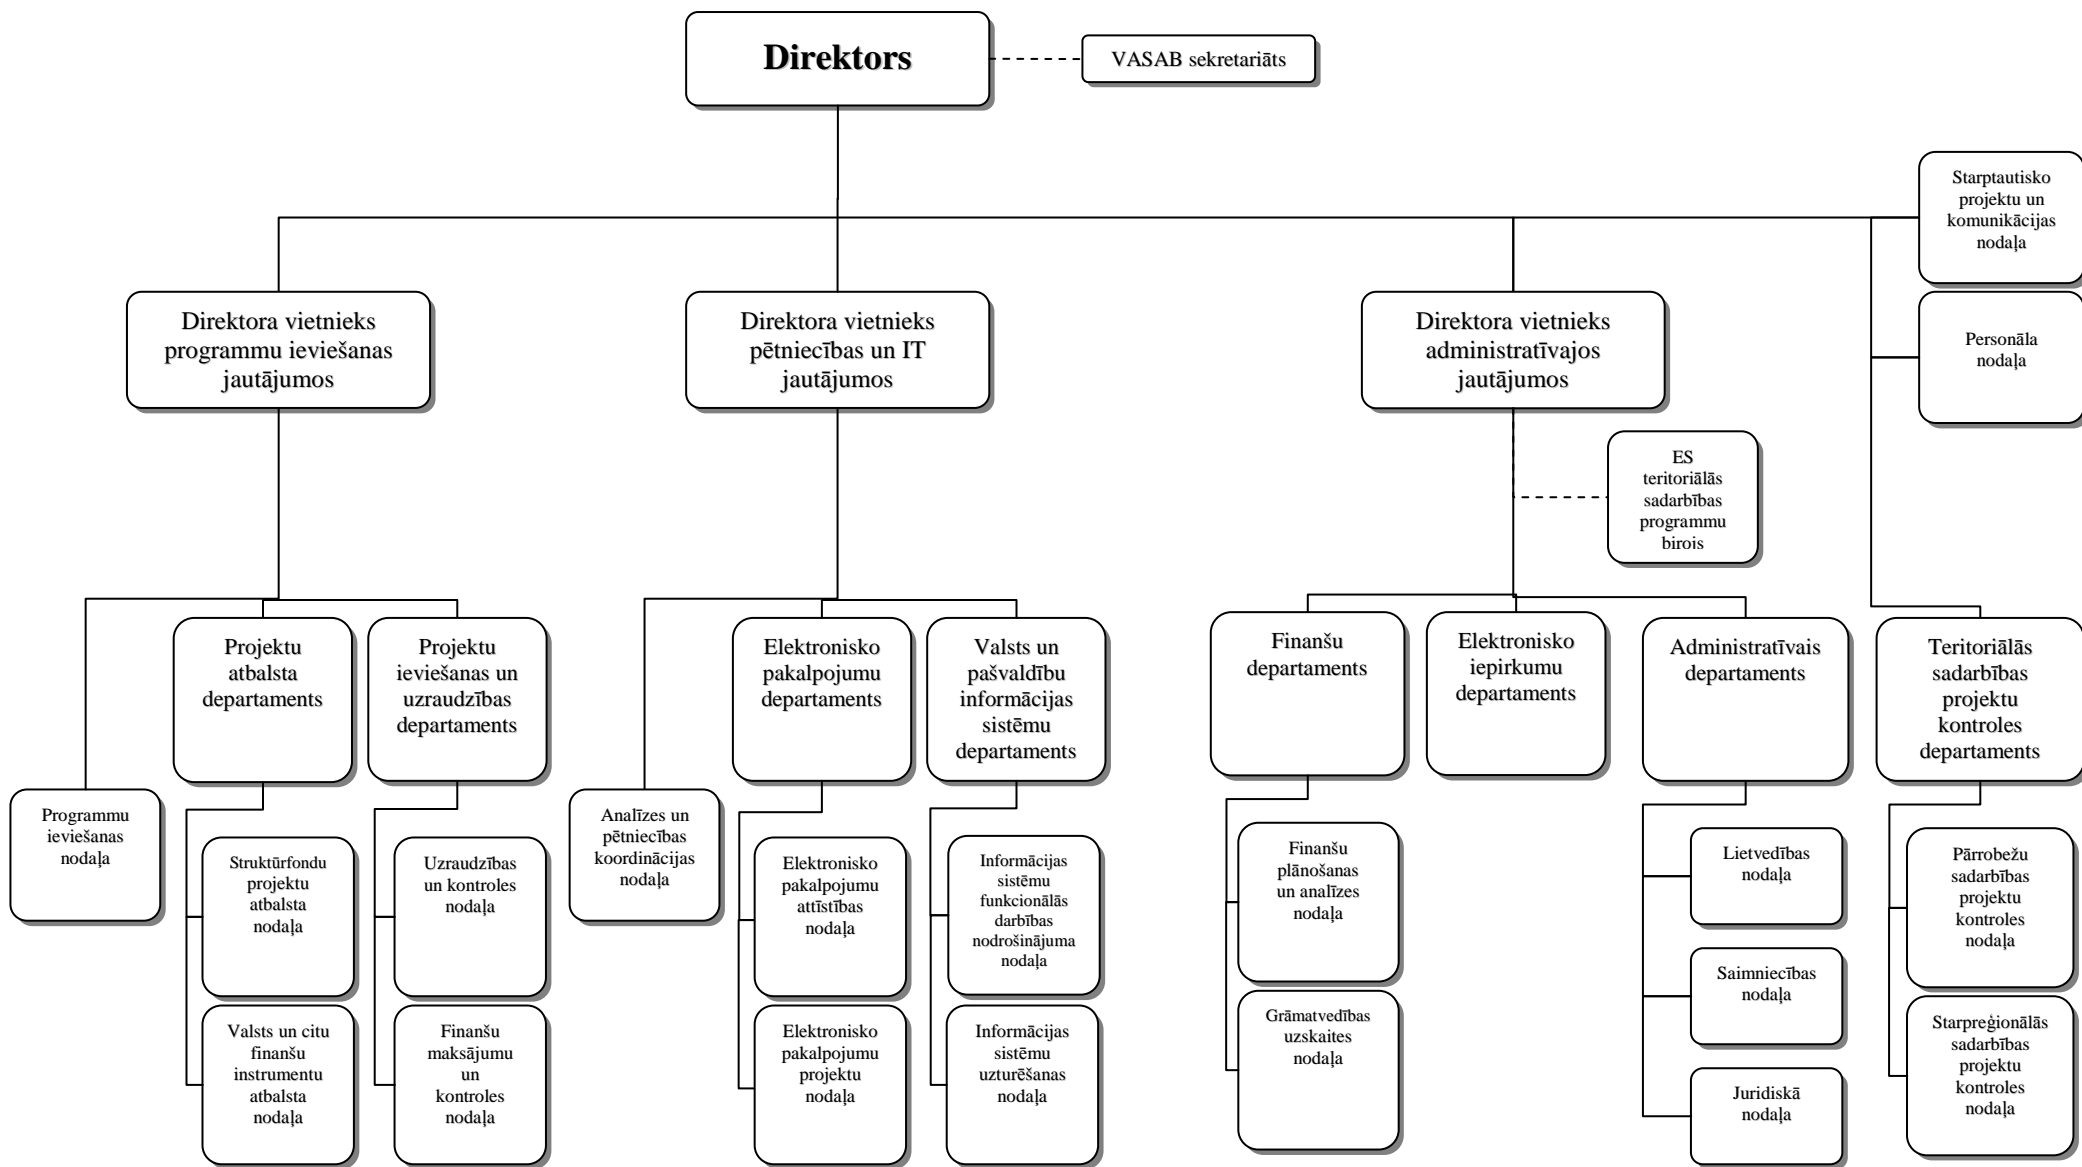 Direktors
VASAB sekretariāts
Starptautisko
projektu un
komunikācijas
nodaļa
Direktora vietnieks
programmu ieviešanas
jautājumos
Direktora vietnieks
pētniecības un IT
jautājumos
Direktora vietnieks
administratīvajos
jautājumos
Personāla
nodaļa
ES
teritoriālās
sadarbības
programmu
birojs
Projektu
atbalsta
departaments
Projektu
ieviešanas un
uzraudzības
departaments
Elektronisko
pakalpojumu
departaments
Valsts un
pašvaldību
informācijas
sistēmu
departaments
Finanšu
departaments
Elektronisko
iepirkumu
departaments
Administratīvais
departaments
Teritoriālās
sadarbības
projektu
kontroles
departaments
Programmu
ieviešanas
nodaļa
Struktūrfondu
projektu
atbalsta
nodaļa
Uzraudzības
un kontroles
nodaļa
Analīzes un
pētniecības
koordinācijas
nodaļa
Elektronisko
pakalpojumu
attīstības
nodaļa
Informācijas
sistēmu
funkcionālās
darbības
nodrošinājuma
nodaļa
Finanšu
plānošanas
un analīzes
nodaļa
Lietvedības
nodaļa
Pārrobežu
sadarbības
projektu
kontroles
nodaļa
Saimniecības
nodaļa
Valsts un citu
finanšu
instrumentu
atbalsta
nodaļa
Finanšu
maksājumu
un
kontroles
nodaļa
Elektronisko
pakalpojumu
projektu
nodaļa
Informācijas
sistēmu
uzturēšanas
nodaļa
Grāmatvedības
uzskaites
nodaļa
Juridiskā
nodaļa
Starpreģionālās
sadarbības
projektu
kontroles
nodaļa